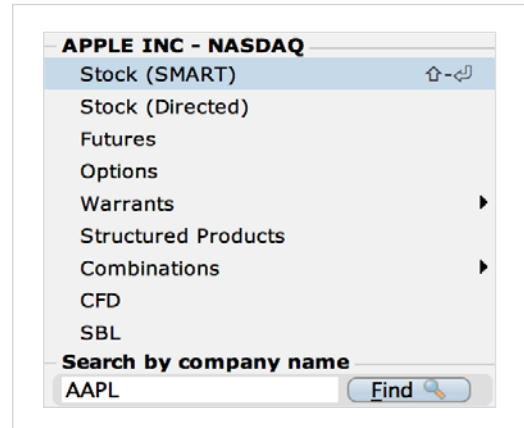 APPLE INC - NASDAQ
Stock (SMART) ⇧-⏎
Stock (Directed)
Futures
Options
Warrants
Structured Products
Combinations
CFD
SBL
Search by company name
AAPL Find